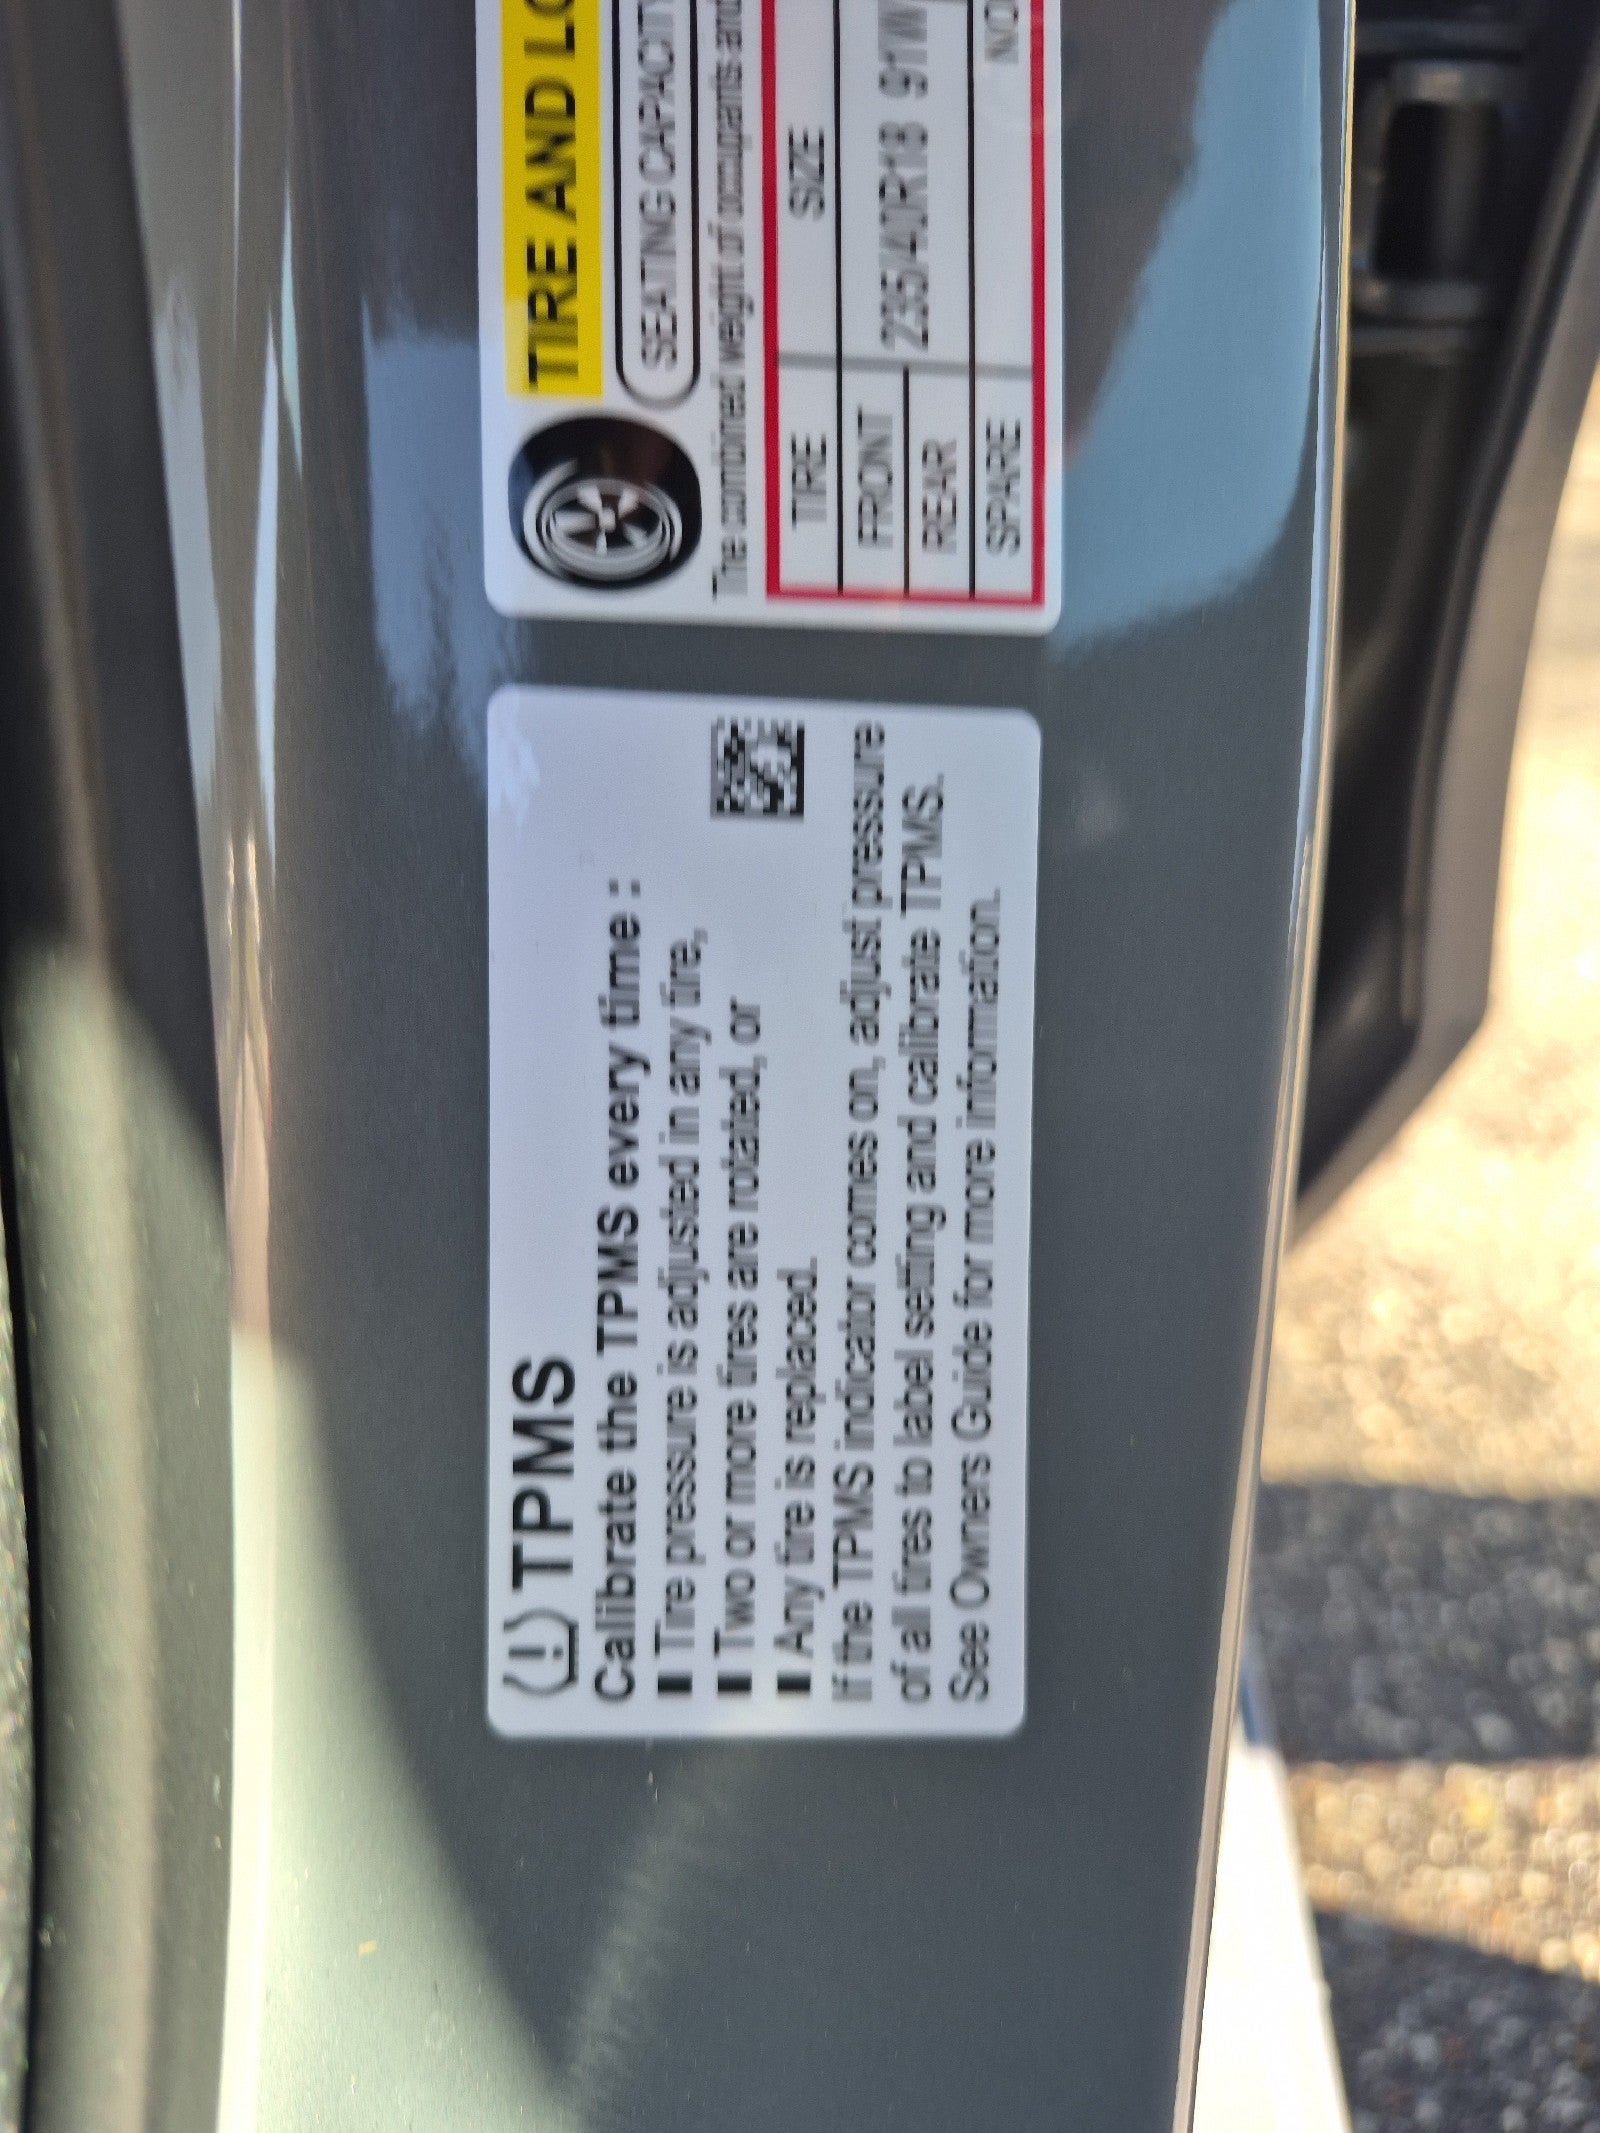 TPMS
Calibrate the TPMS every time :
Tire pressure is adjusted in any tire,
Two or more tires are rotated, or
Any tire is replaced.
If the TPMS indicator comes on, adjust pressure
of all tires to label setting and calibrate TPMS.
See Owners Guide for more information.
TIRE AND LO
SEATING CAPACITY
The combined weight of occupants and
TIRE SIZE
FRONT 235/40R18 91W
REAR
SPARE NO